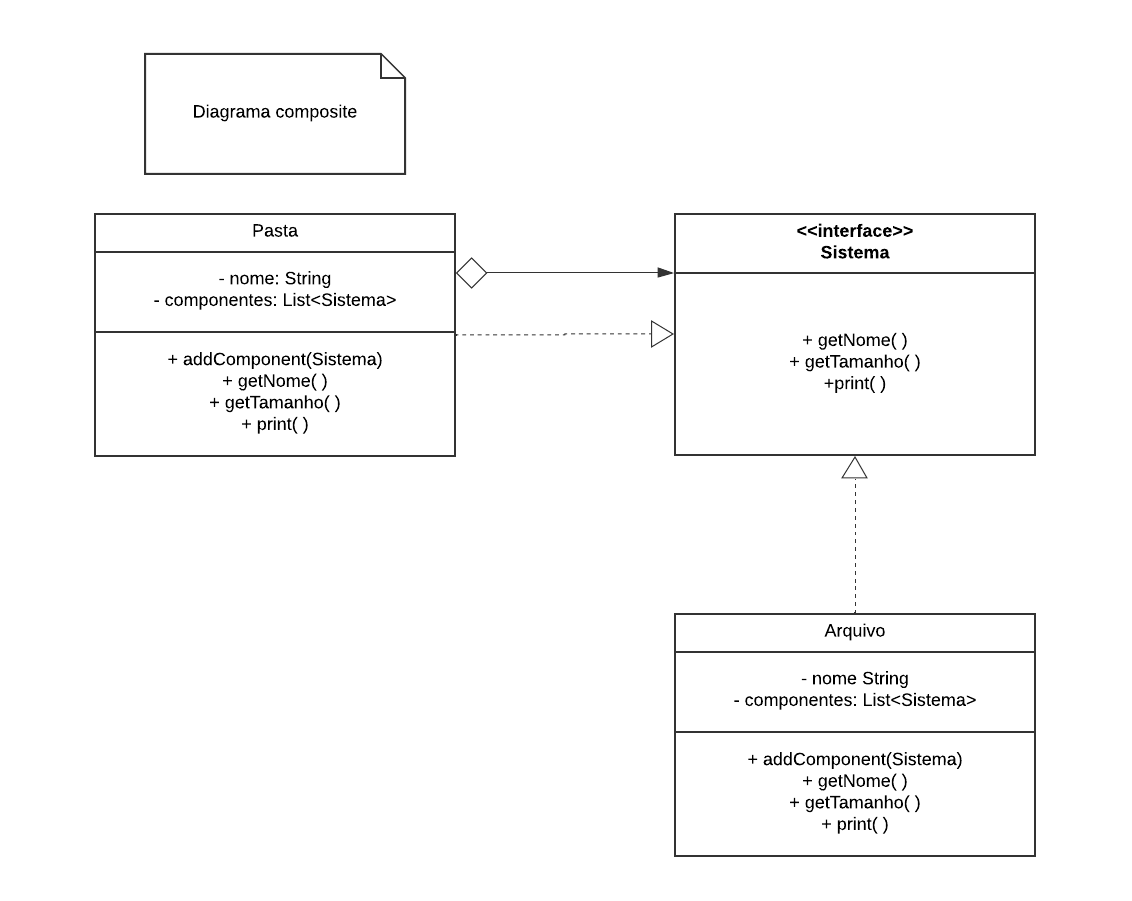 Diagrama composite
Pasta
- nome: String
- componentes: List<Sistema>
+ addComponent(Sistema)
+ getNome( )
+ getTamanho( )
+ print( )
<<interface>>
Sistema
+ getNome( )
+ getTamanho( )
+print( )
Arquivo
- nome String
- componentes: List<Sistema>
+ addComponent(Sistema)
+ getNome( )
+ getTamanho( )
+ print( )